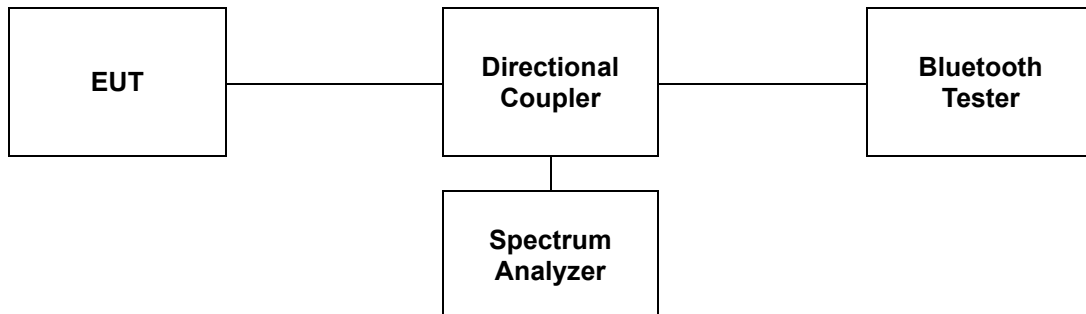 EUT
Directional
Coupler
Bluetooth
Tester
Spectrum
Analyzer